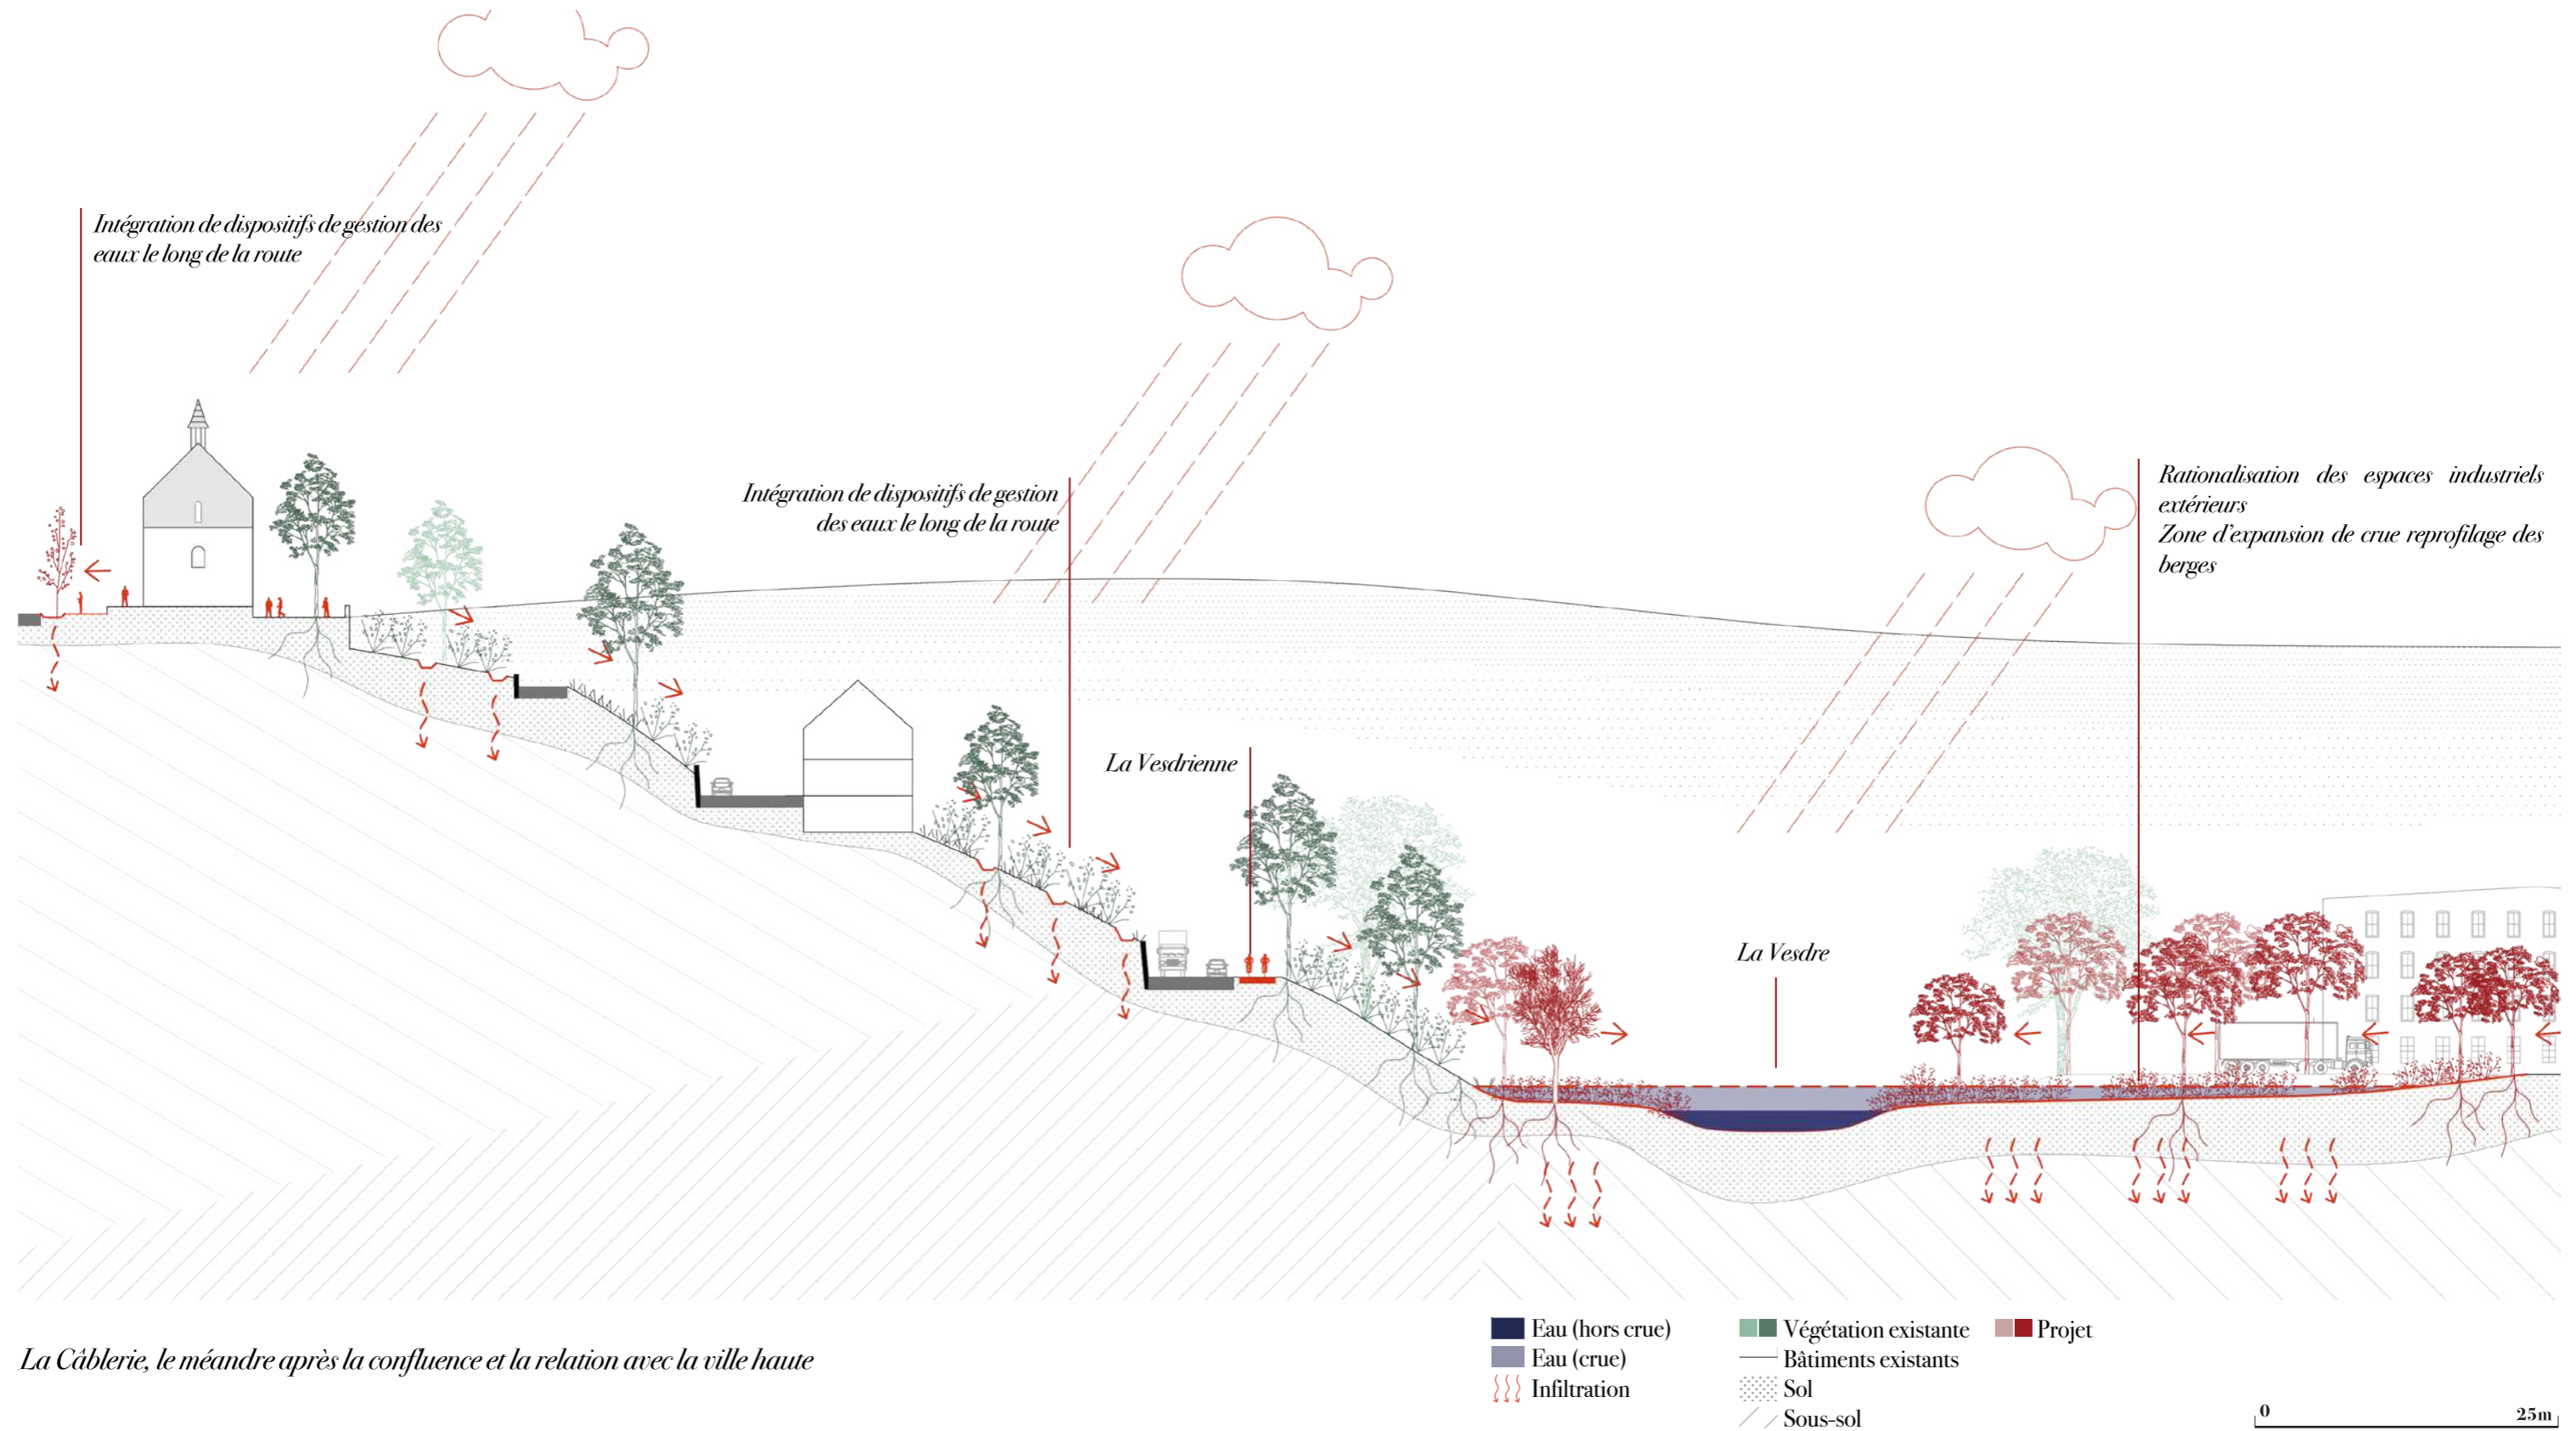 Intégration de dispositifs de gestion des
eaux le long de la route
Intégration de dispositifs de gestion
des eaux le long de la route
Rationalisation des espaces industriels
extérieurs
Zone d'expansion de crue reprofilage des
berges
La Vesdrienne
La Vesdre
La Câblerie, le méandre après la confluence et la relation avec la ville haute
Eau (hors crue)
Eau (crue)
Infiltration
Végétation existante
Bâtiments existants
Sol
Sous-sol
Projet
0 25m